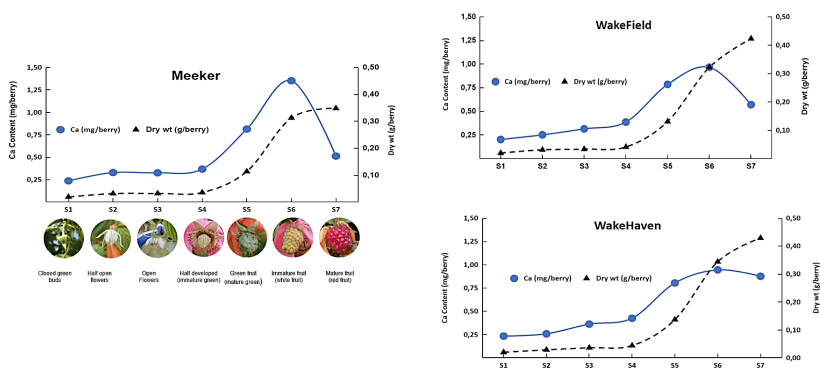 Meeker
Ca Content (mg/berry)
1,50
1,25
1,00
0,75
0,50
0,25
0,50
0,40
0,30
0,20
0,10
Dry wt (g/berry)
Ca (mg/berry)
Dry wt (g/berry)
S1 S2 S3 S4 S5 S6 S7
Closed green Half open Open Half developed Green fruit Immature fruit Mature fruit
buds flowers Flowers (immature green) (mature green) (white fruit) (red fruit)
WakeField
Ca Content (mg/berry)
1,50
1,25
1,00
0,75
0,50
0,25
0,50
0,40
0,30
0,20
0,10
Dry wt (g/berry)
Ca (mg/berry) Dry wt (g/berry)
S1 S2 S3 S4 S5 S6 S7
WakeHaven
Ca Content (mg/berry)
1,50
1,25
1,00
0,75
0,50
0,25
0,50
0,40
0,30
0,20
0,10
0,00
Dry wt (g/berry)
Ca (mg/berry) Dry wt (g/berry)
S1 S2 S3 S4 S5 S6 S7